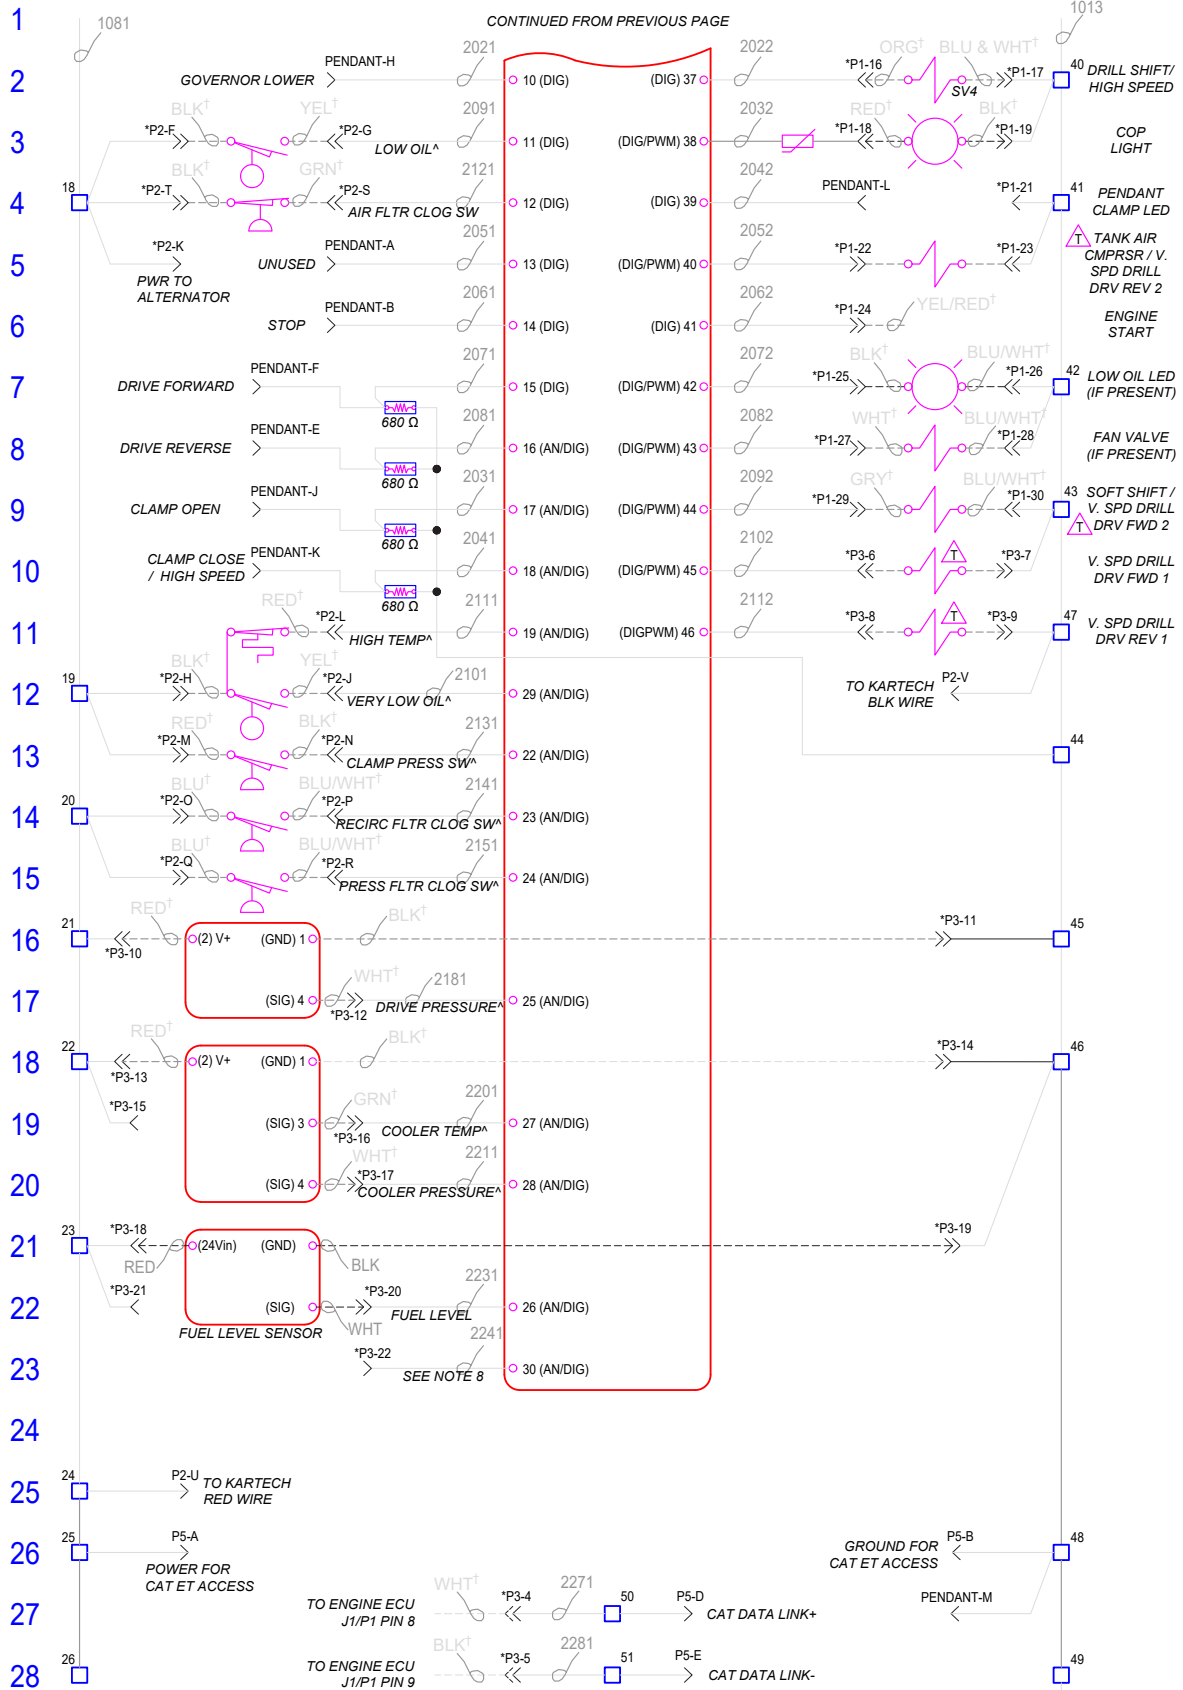 1
CONTINUED FROM PREVIOUS PAGE
1081
1013
2
GOVERNOR LOWER
PENDANT-H
2021
10 (DIG)
(DIG) 37
2022
*P1-16
ORG†
SV4
BLU & WHT†
*P1-17
40
DRILL SHIFT/
HIGH SPEED
3
*P2-F
BLK†
YEL†
*P2-G
LOW OIL^
2091
11 (DIG)
(DIG/PWM) 38
2032
*P1-18
RED†
BLK†
*P1-19
COP
LIGHT
4
18
*P2-T
BLK†
GRN†
*P2-S
AIR FLTR CLOG SW
2121
12 (DIG)
(DIG) 39
2042
PENDANT-L
*P1-21
41
PENDANT
CLAMP LED
5
*P2-K
PWR TO
ALTERNATOR
UNUSED
PENDANT-A
2051
13 (DIG)
(DIG/PWM) 40
2052
*P1-22
*P1-23
T
TANK AIR
CMPRSR / V.
SPD DRILL
DRV REV 2
6
STOP
PENDANT-B
2061
14 (DIG)
(DIG) 41
2062
*P1-24
YEL/RED†
ENGINE
START
7
DRIVE FORWARD
PENDANT-F
680 Ω
2071
15 (DIG)
(DIG/PWM) 42
2072
*P1-25
BLK†
BLU/WHT†
*P1-26
42
LOW OIL LED
(IF PRESENT)
8
DRIVE REVERSE
PENDANT-E
680 Ω
2081
16 (AN/DIG)
(DIG/PWM) 43
2082
*P1-27
WHT†
BLU/WHT†
*P1-28
FAN VALVE
(IF PRESENT)
9
CLAMP OPEN
PENDANT-J
680 Ω
2031
17 (AN/DIG)
(DIG/PWM) 44
2092
*P1-29
GRY†
BLU/WHT†
*P1-30
43
T
SOFT SHIFT /
V. SPD DRILL
DRV FWD 2
10
CLAMP CLOSE
/ HIGH SPEED
PENDANT-K
680 Ω
2041
18 (AN/DIG)
(DIG/PWM) 45
2102
*P3-6
T
*P3-7
V. SPD DRILL
DRV FWD 1
11
RED†
*P2-L
HIGH TEMP^
2111
19 (AN/DIG)
(DIGPWM) 46
2112
*P3-8
T
*P3-9
47
V. SPD DRILL
DRV REV 1
12
19
*P2-H
BLK†
YEL†
*P2-J
VERY LOW OIL^
2101
29 (AN/DIG)
TO KARTECH
BLK WIRE
P2-V
13
*P2-M
RED†
BLK†
*P2-N
CLAMP PRESS SW^
2131
22 (AN/DIG)
44
14
20
*P2-O
BLU†
BLU/WHT†
*P2-P
RECIRC FLTR CLOG SW^
2141
23 (AN/DIG)
15
*P2-Q
BLU†
BLU/WHT†
*P2-R
PRESS FLTR CLOG SW^
2151
24 (AN/DIG)
16
21
*P3-10
RED†
(2) V+
(GND) 1
BLK†
*P3-11
45
17
(SIG) 4
WHT†
*P3-12
2181
DRIVE PRESSURE^
25 (AN/DIG)
18
22
*P3-13
RED†
(2) V+
(GND) 1
BLK†
*P3-14
46
19
*P3-15
(SIG) 3
GRN†
*P3-16
COOLER TEMP^
2201
27 (AN/DIG)
20
(SIG) 4
WHT†
*P3-17
COOLER PRESSURE^
2211
28 (AN/DIG)
21
23
*P3-18
RED
(24Vin)
(GND)
BLK
*P3-19
22
*P3-21
(SIG)
WHT
*P3-20
FUEL LEVEL
2231
26 (AN/DIG)
FUEL LEVEL SENSOR
23
*P3-22
SEE NOTE 8
2241
30 (AN/DIG)
24
25
24
P2-U
TO KARTECH
RED WIRE
26
25
P5-A
POWER FOR
CAT ET ACCESS
GROUND FOR
CAT ET ACCESS
P5-B
48
27
TO ENGINE ECU
J1/P1 PIN 8
WHT†
*P3-4
2271
50
P5-D
CAT DATA LINK+
PENDANT-M
28
26
TO ENGINE ECU
J1/P1 PIN 9
BLK†
*P3-5
2281
51
P5-E
CAT DATA LINK-
49